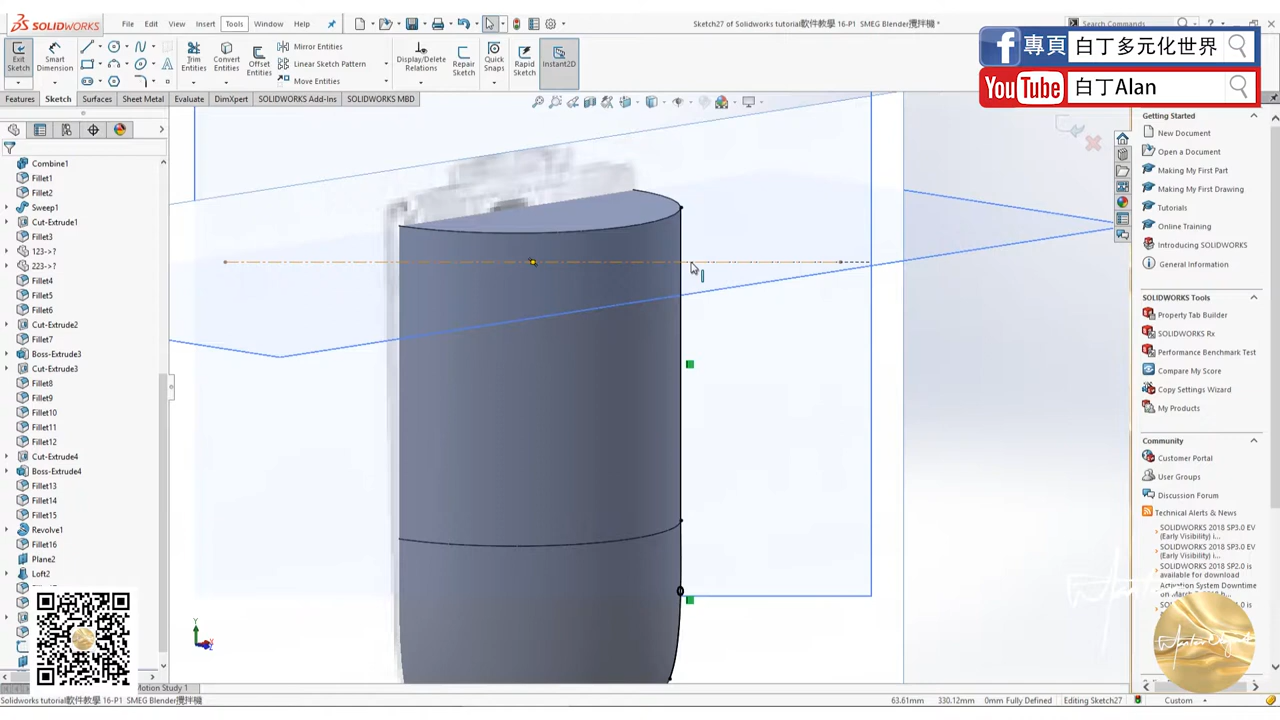 SOLIDWORKS
File Edit View Insert Tools Window Help
Sketch27 of Solidworks tutorial軟件教學 16-P1 SMEG Blender攪拌機 *
Search Commands
專頁 白丁多元化世界
YouTube 白丁Alan
Exit Sketch
Smart Dimension
Trim Entities
Convert Entities
Offset Entities
Mirror Entities
Linear Sketch Pattern
Move Entities
Display/Delete Relations
Repair Sketch
Quick Snaps
Rapid Sketch
Instant2D
Features Sketch Surfaces Sheet Metal Evaluate DimXpert SOLIDWORKS Add-Ins SOLIDWORKS MBD
Combine1
Fillet1
Fillet2
Sweep1
Cut-Extrude1
Fillet3
123->?
223->?
Fillet4
Fillet5
Fillet6
Cut-Extrude2
Fillet7
Boss-Extrude3
Cut-Extrude3
Fillet8
Fillet9
Fillet10
Fillet11
Fillet12
Cut-Extrude4
Boss-Extrude4
Fillet13
Fillet14
Fillet15
Revolve1
Fillet16
Plane2
Loft2
Getting Started
New Document
Open a Document
Making My First Part
Making My First Drawing
Tutorials
Online Training
Introducing SOLIDWORKS
General Information
SOLIDWORKS Tools
Property Tab Builder
SOLIDWORKS Rx
Performance Benchmark Test
Compare My Score
Copy Settings Wizard
My Products
Community
Customer Portal
User Groups
Discussion Forum
Technical Alerts & News
SOLIDWORKS 2018 SP3.0 EV
(Early Visibility) i...
SOLIDWORKS 2018 SP3.0 EV
(Early Visibility) i...
SOLIDWORKS 2018 SP2.0 is
available for download
Activation System Downtime
Motion Study 1
Solidworks tutorial軟件教學 16-P1 SMEG Blender攪拌機
63.61mm 330.12mm 0mm Fully Defined Editing Sketch27 Custom